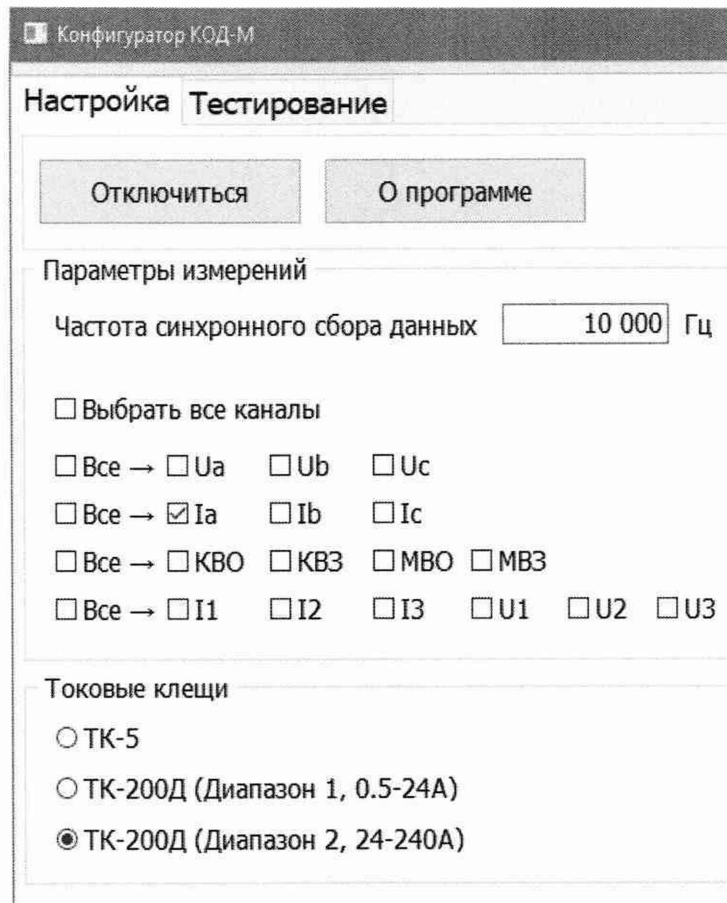 Конфигуратор КОД-М
Настройка Тестирование
Отключиться О программе
Параметры измерений
Частота синхронного сбора данных 10 000 Гц
Выбрать все каналы
Все → Ua Ub Uc
Все → Ia Ib Ic
Все → КВО КВЗ МВО МВЗ
Все → I1 I2 I3 U1 U2 U3
Токовые клещи
ТК-5
ТК-200Д (Диапазон 1, 0.5-24А)
ТК-200Д (Диапазон 2, 24-240А)